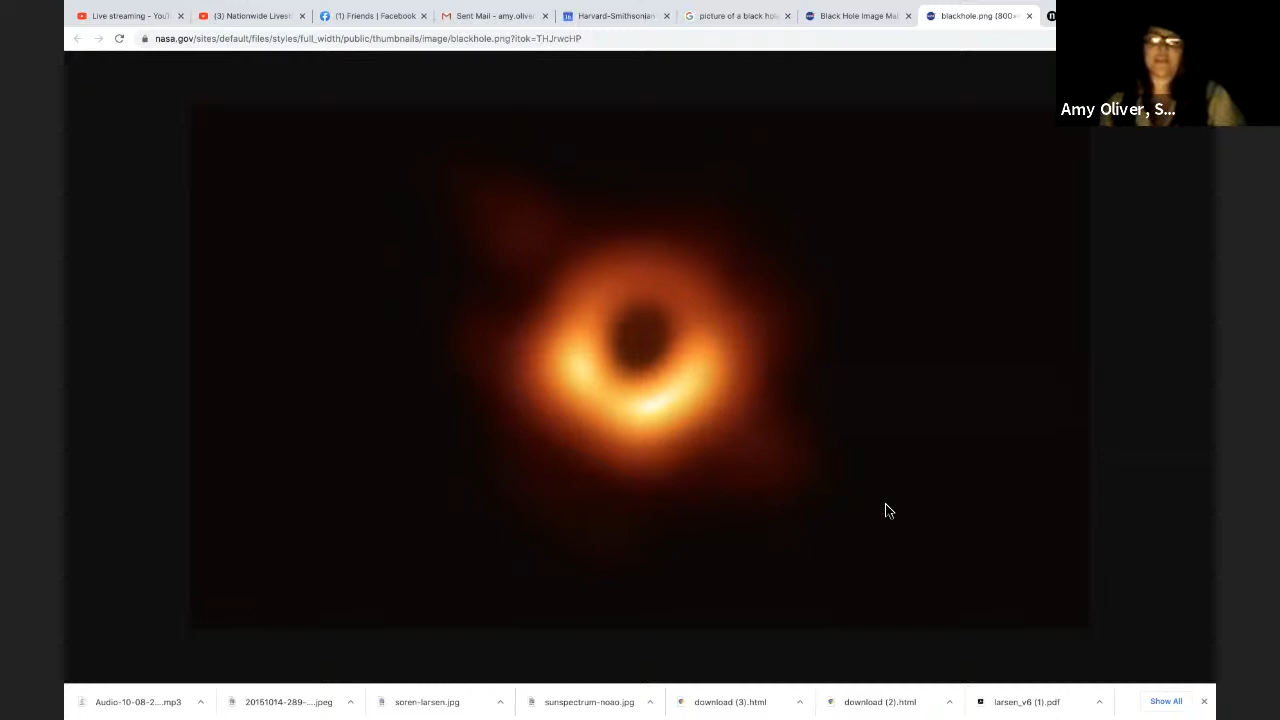 Live streaming - YouT
(3) Nationwide Livest
(1) Friends | Facebook
Sent Mail - amy.oliver
Harvard-Smithsonian
picture of a black hol
Black Hole Image Mal
blackhole.png (800×
nasa.gov/sites/default/files/styles/full_width/public/thumbnails/image/blackhole.png?itok=THJrwcHP
Amy Oliver, S...
Audio-10-08-2....mp3
20151014-289-....jpeg
soren-larsen.jpg
sunspectrum-noao.jpg
download (3).html
download (2).html
larsen_v6 (1).pdf
Show All